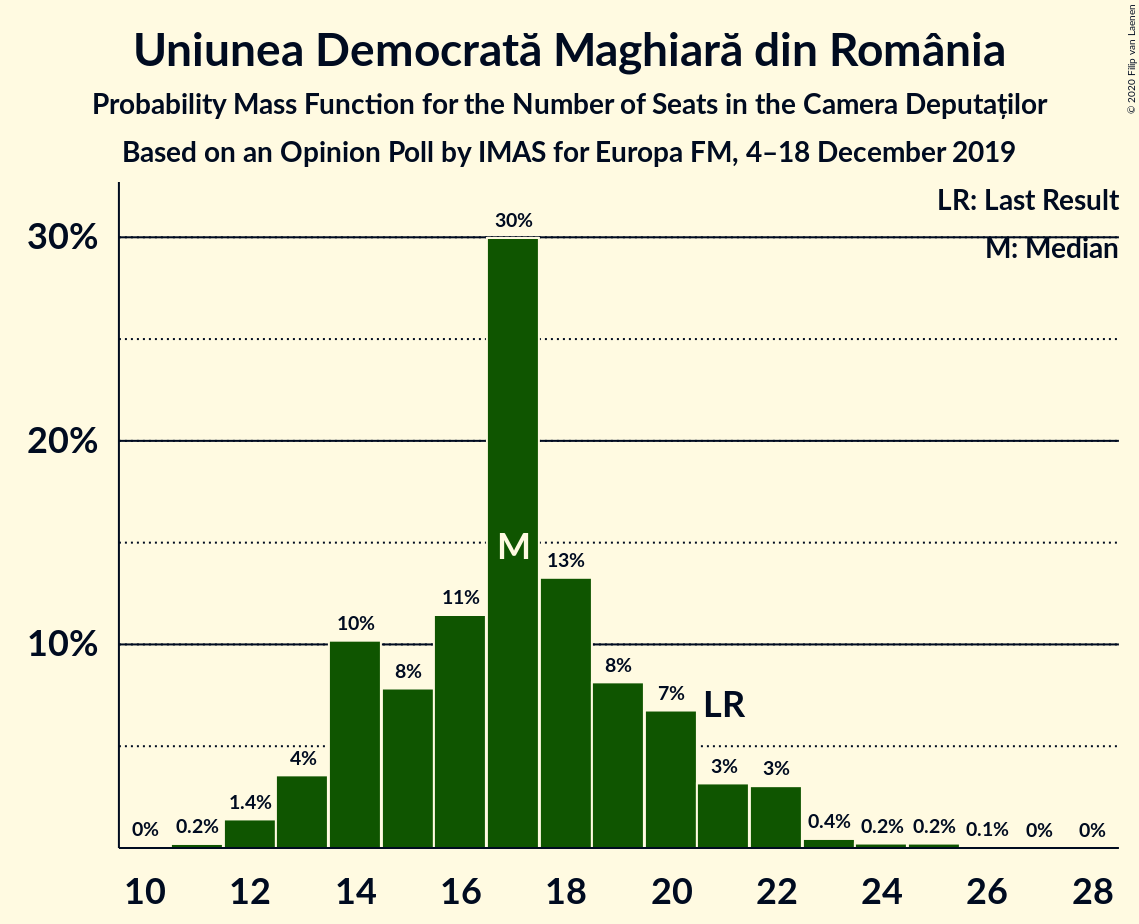 Uniunea Democrată Maghiară din România
Probability Mass Function for the Number of Seats in the Camera Deputaților
Based on an Opinion Poll by IMAS for Europa FM, 4–18 December 2019
© 2020 Filip van Laenen
LR: Last Result
M: Median
30%
20%
10%
0%
0.2%
1.4%
4%
10%
8%
11%
30%
M
13%
8%
7%
LR
3%
3%
0.4%
0.2%
0.2%
0.1%
0%
0%
10 12 14 16 18 20 22 24 26 28